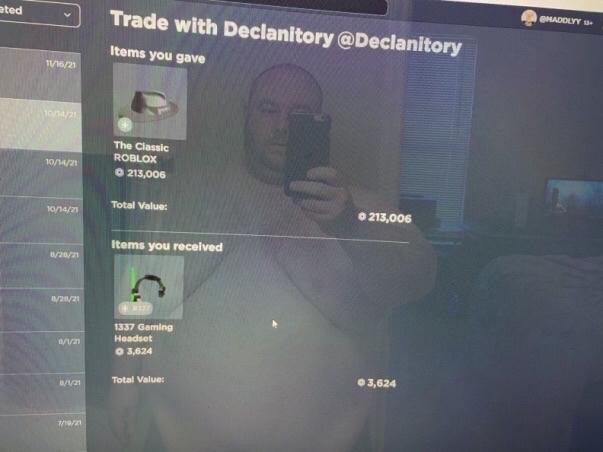 eted
@MADDLYY 13+
Trade with Declanitory @Declanitory
11/16/21
10/14/21
10/14/21
10/14/21
8/28/21
8/28/21
8/1/21
8/1/21
7/19/21
Items you gave
The Classic
ROBLOX
213,006
Total Value:
213,006
Items you received
1337 Gaming
Headset
3,624
Total Value:
3,624